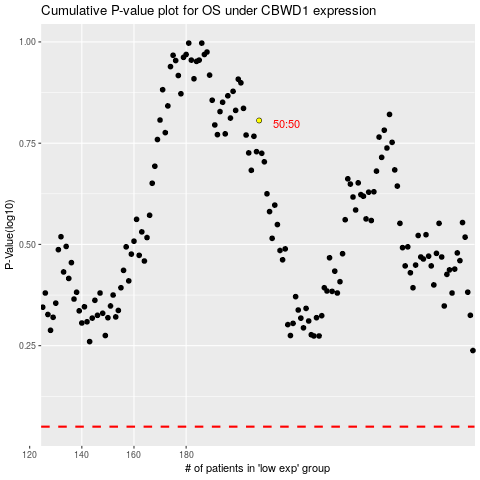 Cumulative P-value plot for OS under CBWD1 expression
P-Value(log10)
1.00
0.75
0.50
0.25
50:50
120 140 160 180
# of patients in 'low exp' group